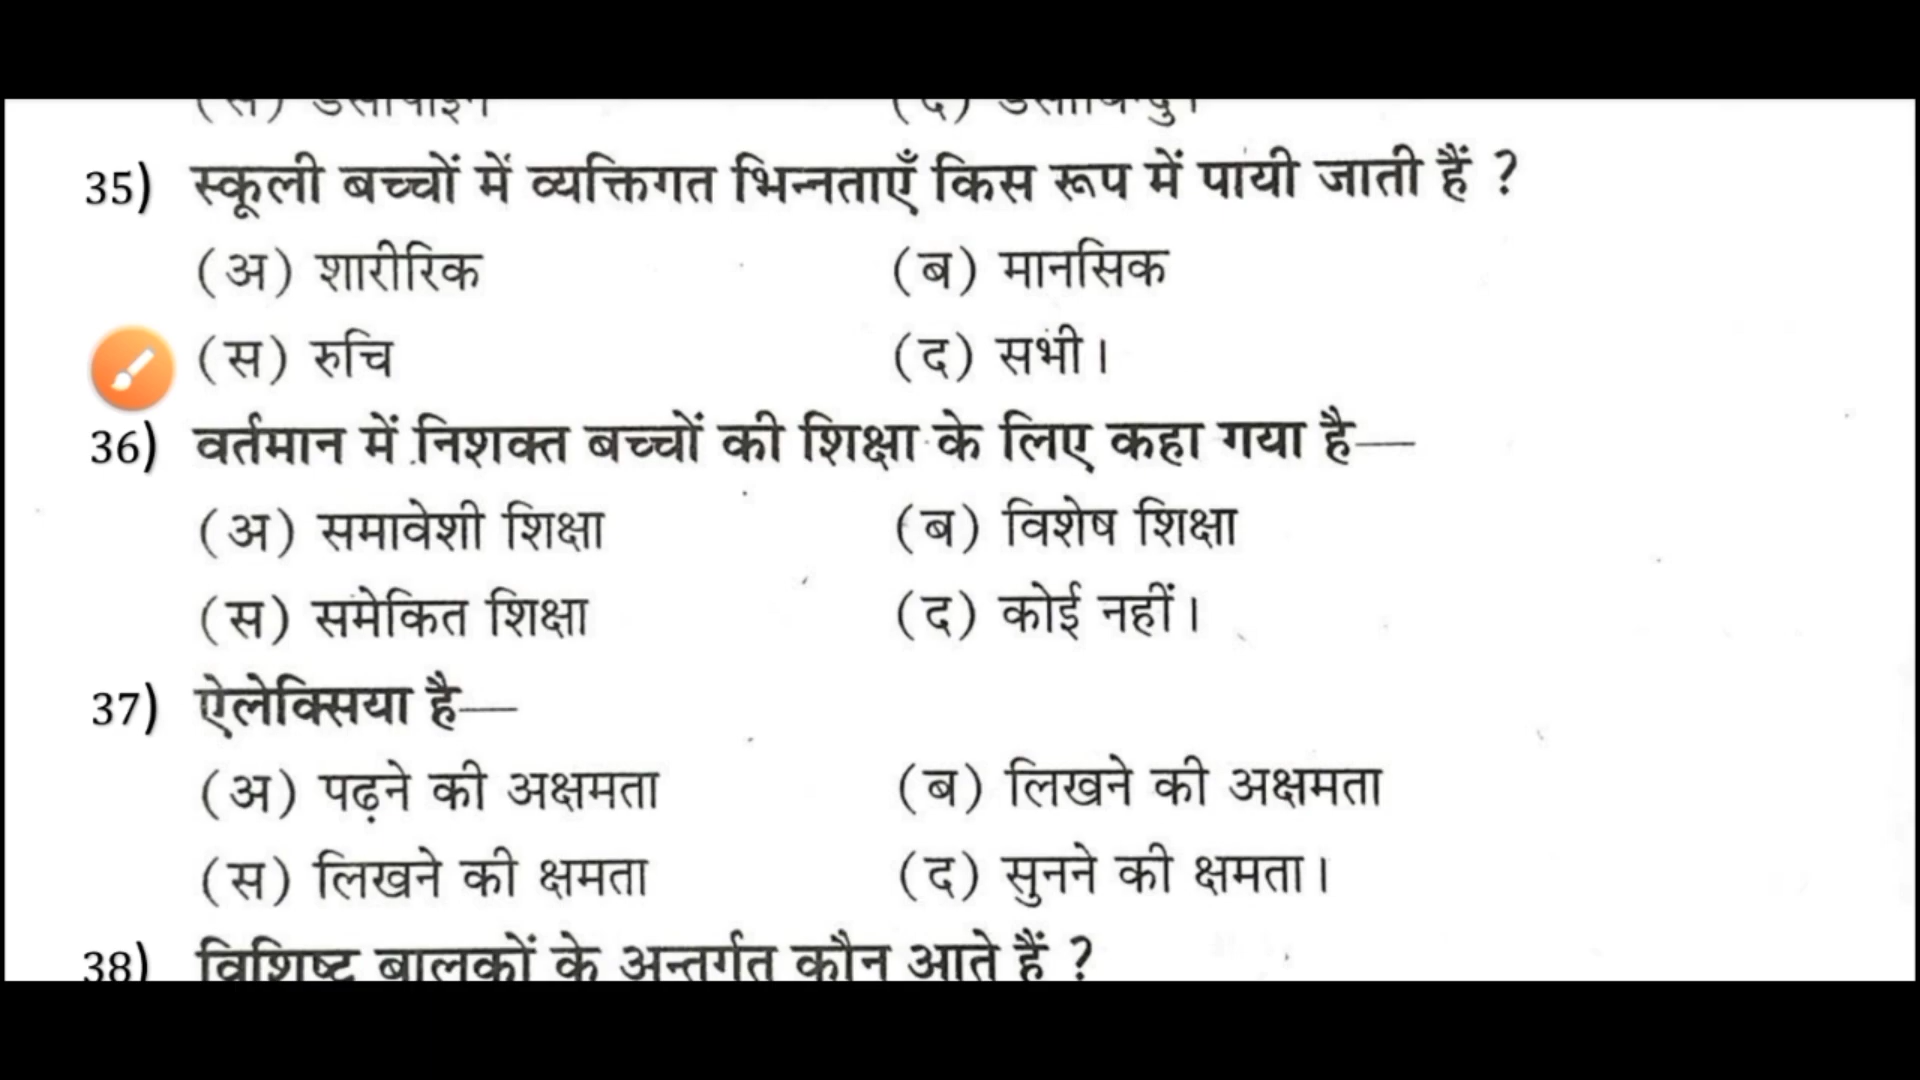 35) स्कूली बच्चों में व्यक्तिगत भिन्नताएँ किस रूप में पायी जाती हैं ?
(अ) शारीरिक (ब) मानसिक
(स) रुचि (द) सभी।
36) वर्तमान में निशक्त बच्चों की शिक्षा के लिए कहा गया है—
(अ) समावेशी शिक्षा (ब) विशेष शिक्षा
(स) समेकित शिक्षा (द) कोई नहीं।
37) ऐलेक्सिया है—
(अ) पढ़ने की अक्षमता (ब) लिखने की अक्षमता
(स) लिखने की क्षमता (द) सुनने की क्षमता।
38) विशिष्ट बालकों के अन्तर्गत कौन आते हैं ?